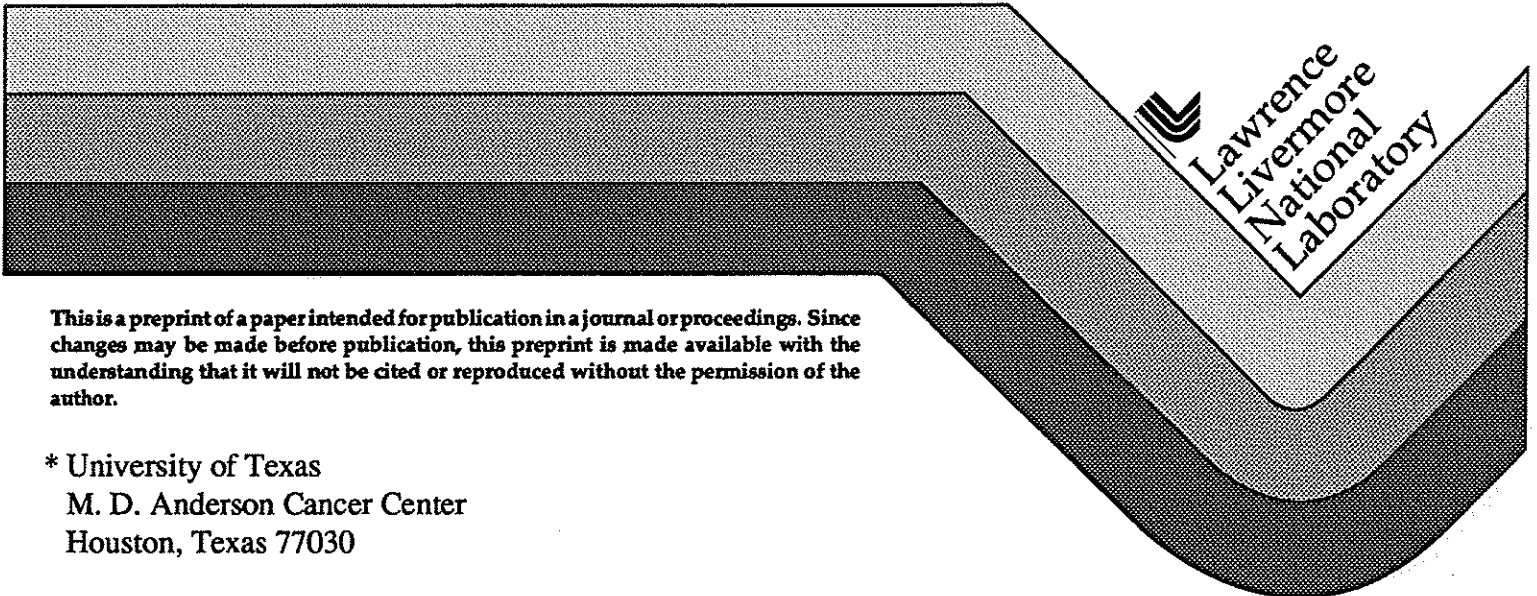 Lawrence
Livermore
National
Laboratory
This is a preprint of a paper intended for publication in a journal or proceedings. Since
changes may be made before publication, this preprint is made available with the
understanding that it will not be cited or reproduced without the permission of the
author.
* University of Texas
M. D. Anderson Cancer Center
Houston, Texas 77030